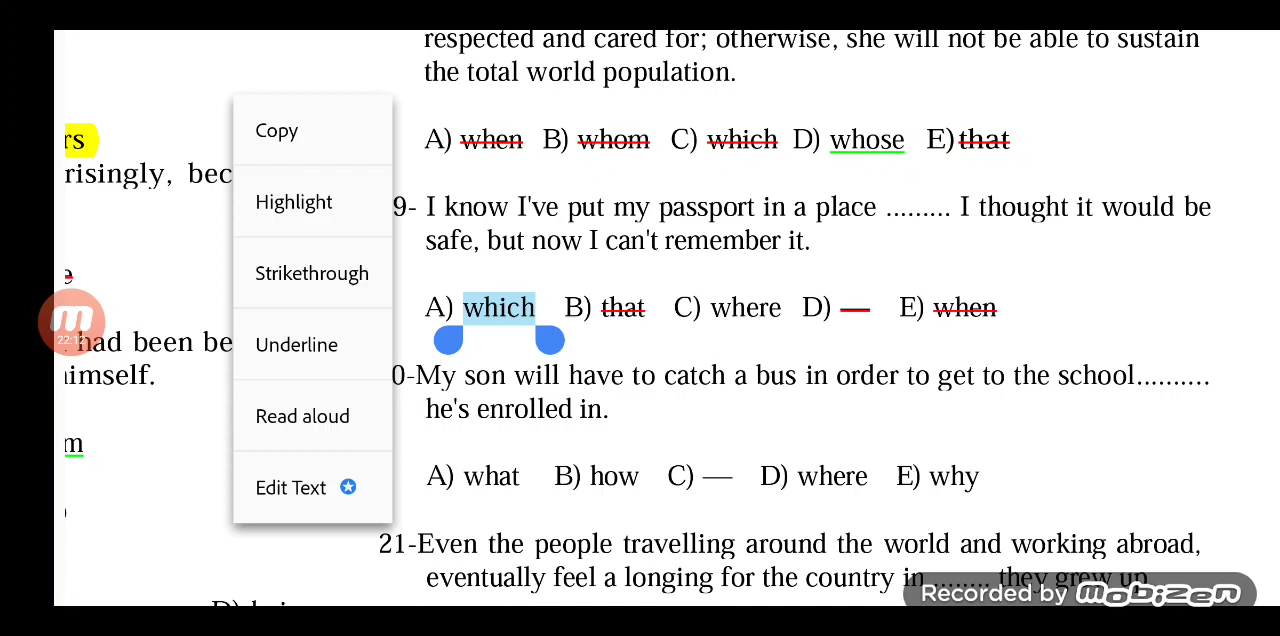 respected and cared for; otherwise, she will not be able to sustain
the total world population.
A) when B) whom C) which D) whose E) that
9- I know I've put my passport in a place ......... I thought it would be
safe, but now I can't remember it.
A) which B) that C) where D) — E) when
0-My son will have to catch a bus in order to get to the school..........
he's enrolled in.
A) what B) how C) — D) where E) why
21-Even the people travelling around the world and working abroad,
eventually feel a longing for the country in ........ they grew up
Copy
Highlight
Strikethrough
Underline
Read aloud
Edit Text
rs
risingly, bec
e
22:12
had been be
himself.
m
Recorded by mobizen